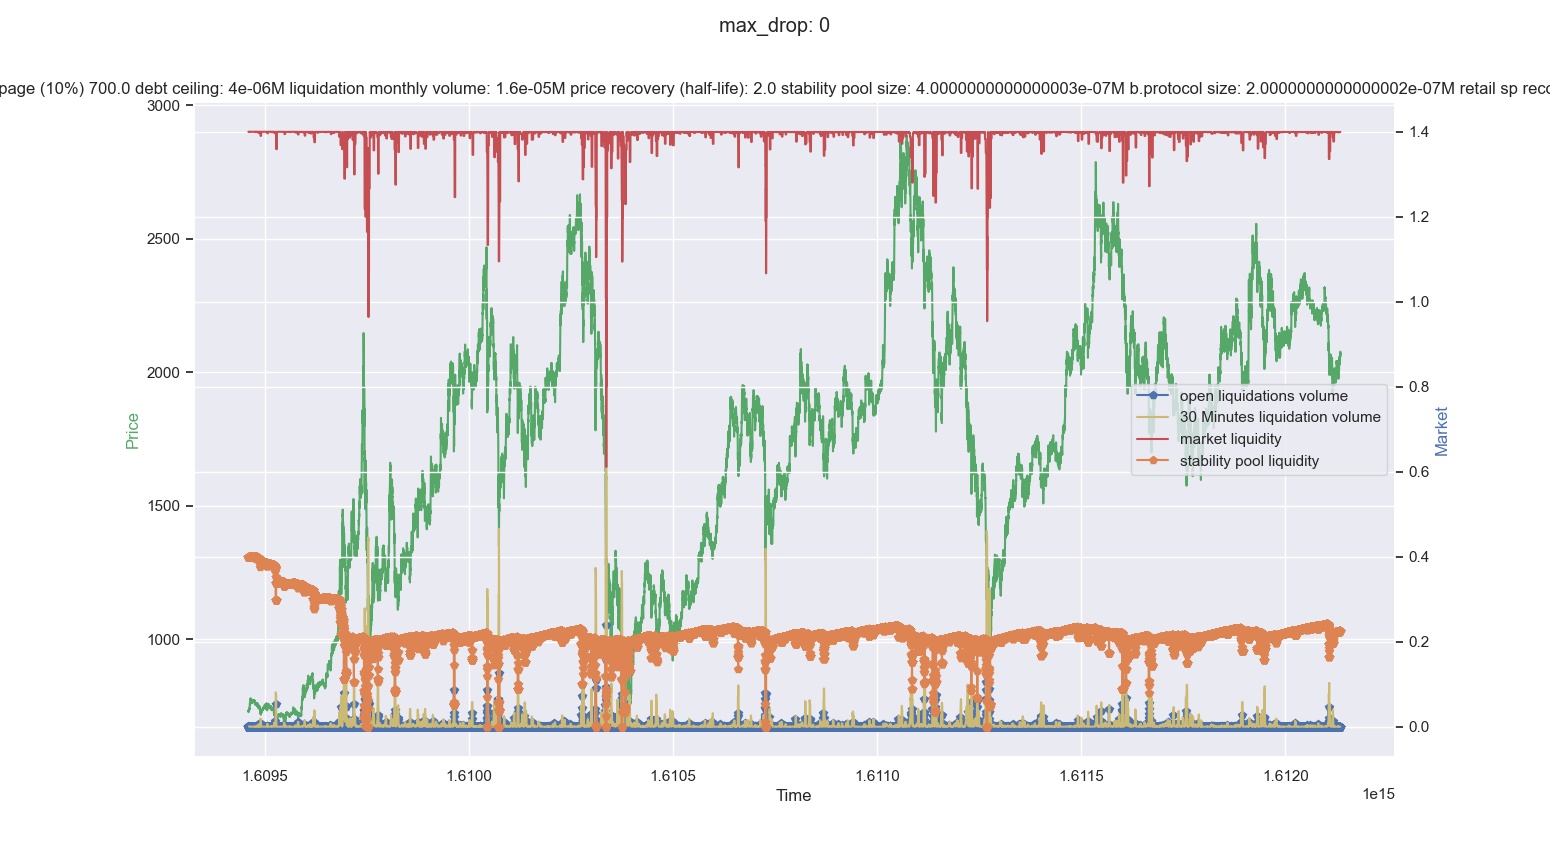 max_drop: 0
page (10%) 700.0 debt ceiling: 4e-06M liquidation monthly volume: 1.6e-05M price recovery (half-life): 2.0 stability pool size: 4.0000000000000003e-07M b.protocol size: 2.0000000000000002e-07M retail sp reco
3000
2500
2000
1500
1000
Price
1.4
1.2
1.0
0.8
0.6
0.4
0.2
0.0
Market
open liquidations volume
30 Minutes liquidation volume
market liquidity
stability pool liquidity
1.6095
1.6100
1.6105
1.6110
1.6115
1.6120
Time
1e15